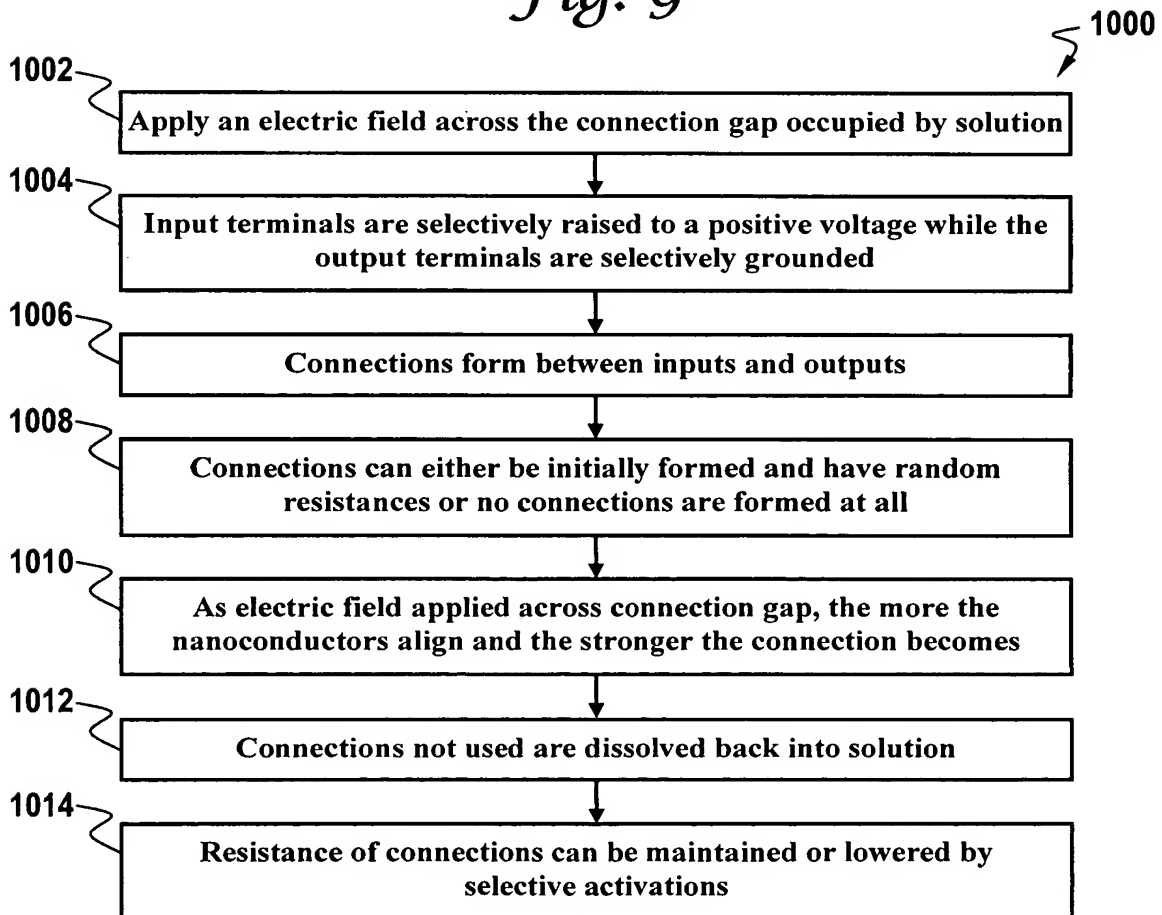 Fig. 9
1000
1002
Apply an electric field across the connection gap occupied by solution
1004
Input terminals are selectively raised to a positive voltage while the
output terminals are selectively grounded
1006
Connections form between inputs and outputs
1008
Connections can either be initially formed and have random
resistances or no connections are formed at all
1010
As electric field applied across connection gap, the more the
nanoconductors align and the stronger the connection becomes
1012
Connections not used are dissolved back into solution
1014
Resistance of connections can be maintained or lowered by
selective activations